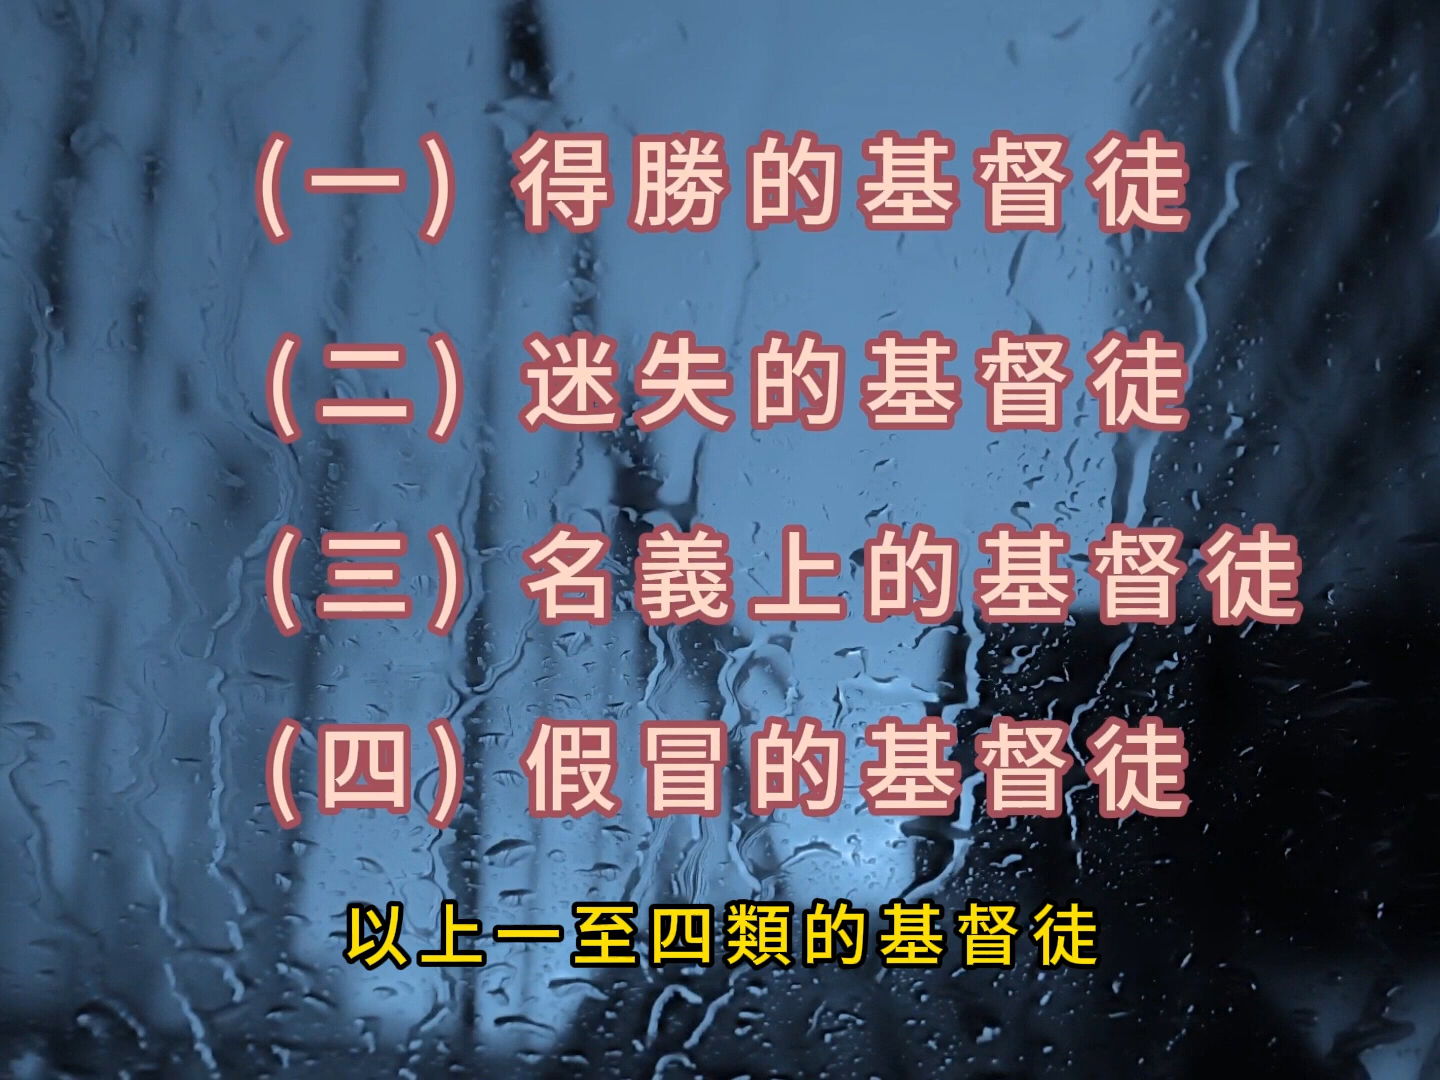 (一) 得勝的基督徒
(二) 迷失的基督徒
(三) 名義上的基督徒
(四) 假冒的基督徒
以上一至四類的基督徒